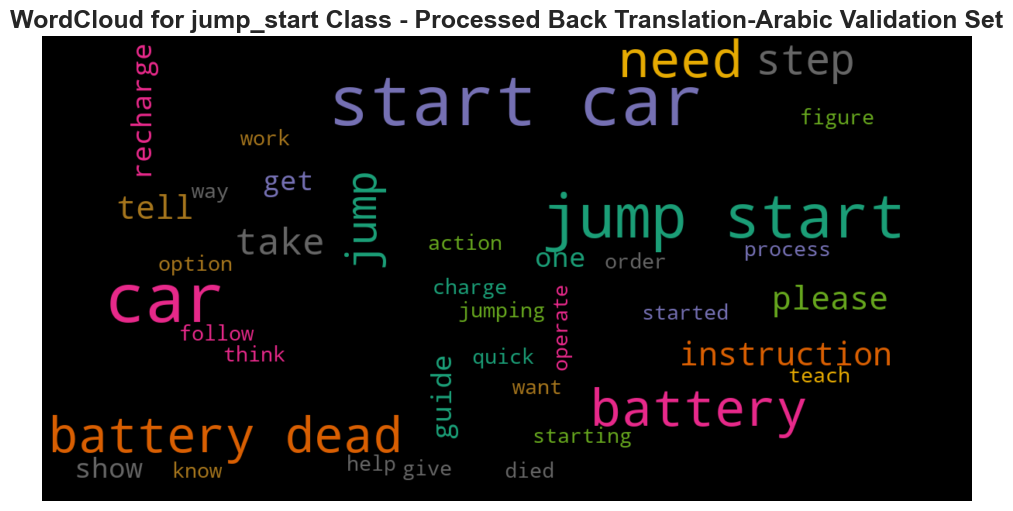 WordCloud for jump_start Class - Processed Back Translation-Arabic Validation Set
recharge
need
step
start car
figure
work
get
way
tell
jump
jump start
take
action
one
order
process
option
car
charge
jumping
operate
started
please
follow
think
guide
quick
instruction
teach
want
battery
battery dead
starting
show
know
help
give
died